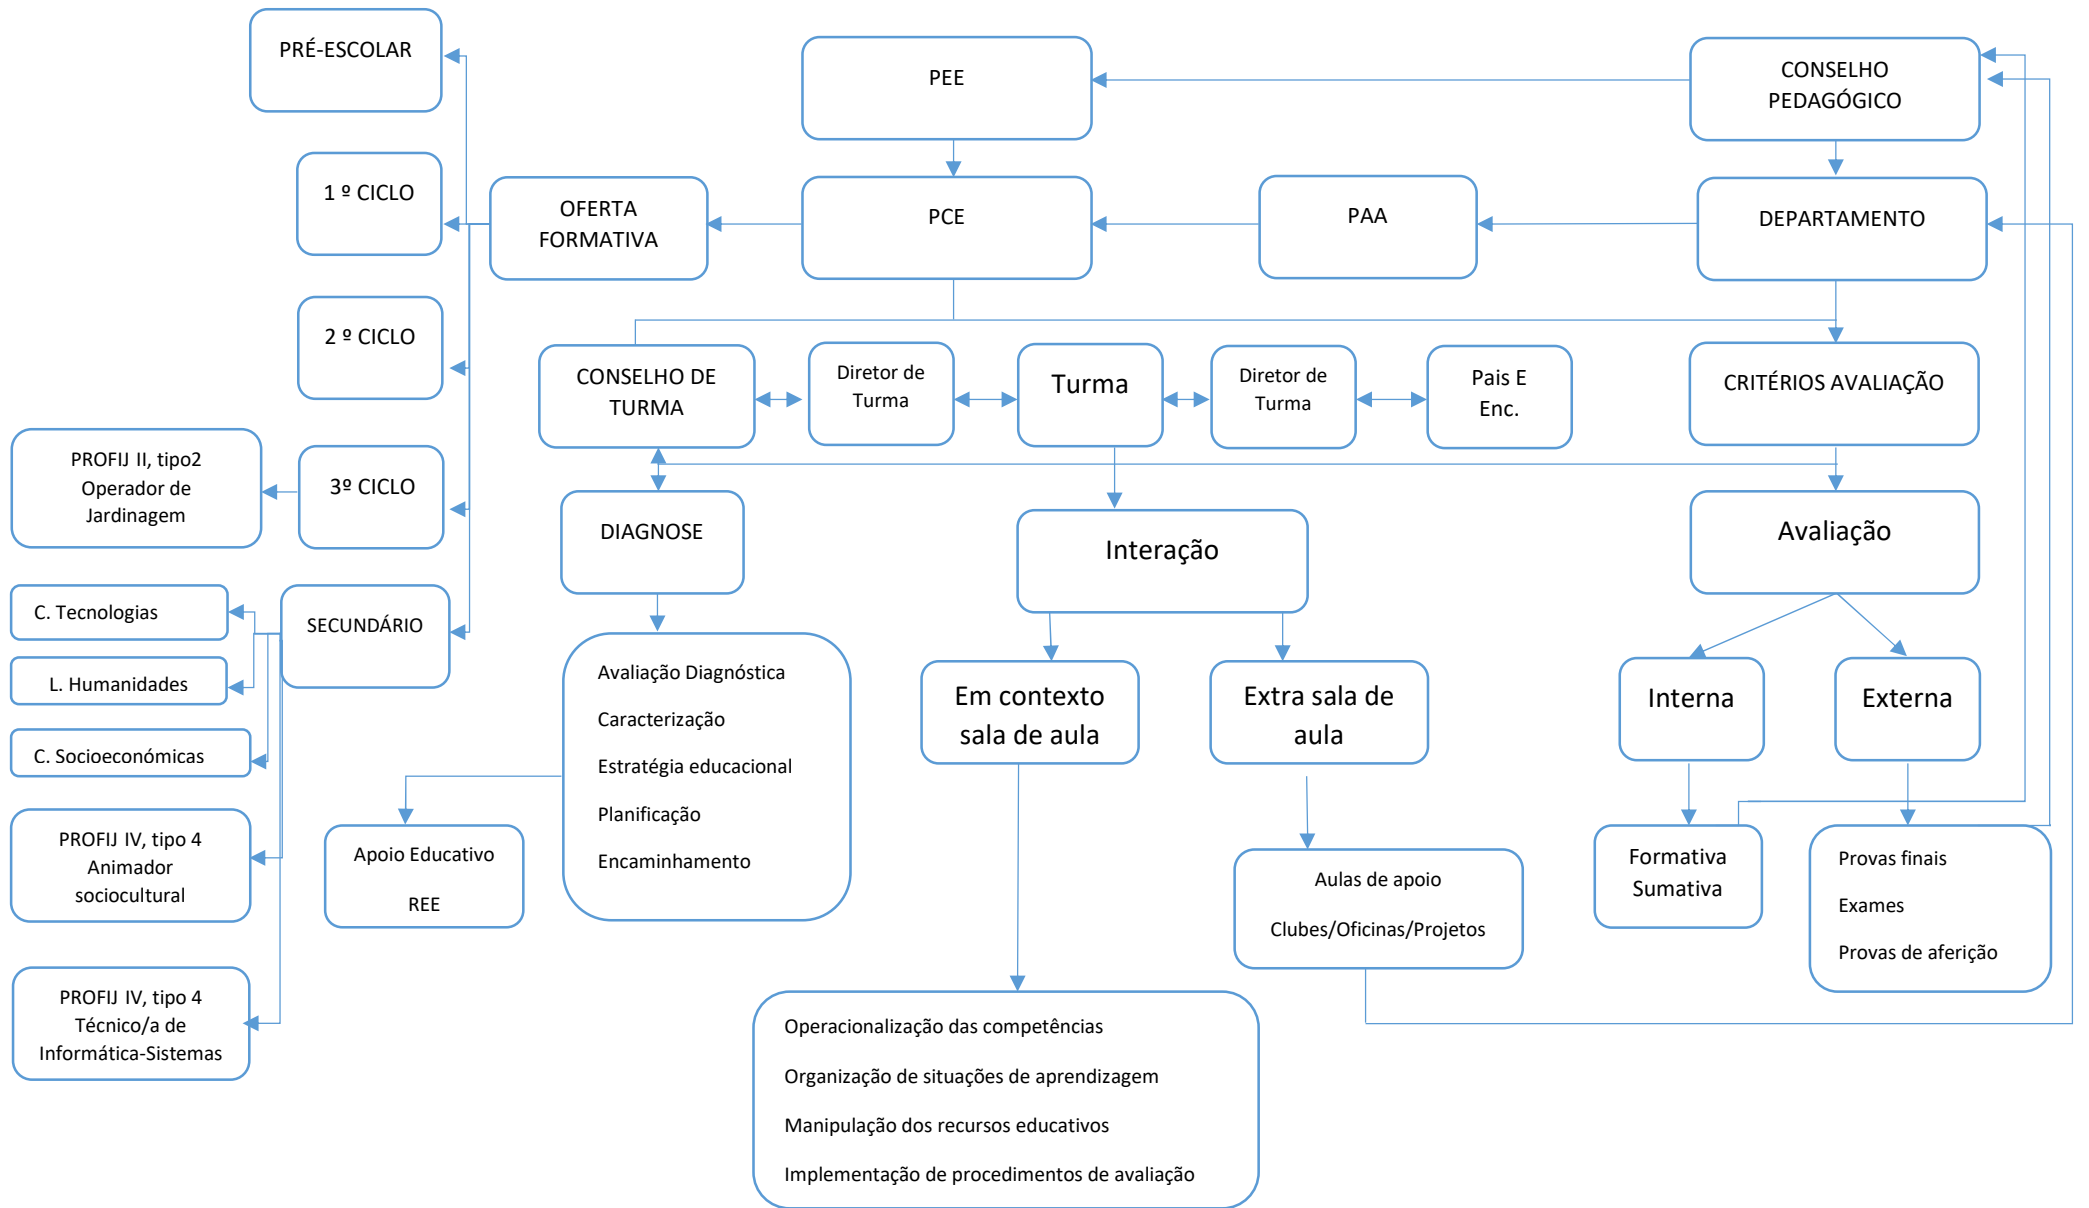 PRÉ-ESCOLAR
PEE
CONSELHO
PEDAGÓGICO
1 º CICLO
OFERTA
FORMATIVA
PCE
PAA
DEPARTAMENTO
2 º CICLO
CONSELHO DE
TURMA
Diretor de
Turma
Turma
Diretor de
Turma
Pais E
Enc.
CRITÉRIOS AVALIAÇÃO
PROFIJ II, tipo2
Operador de
Jardinagem
3º CICLO
DIAGNOSE
Interação
Avaliação
C. Tecnologias
L. Humanidades
C. Socioeconómicas
SECUNDÁRIO
Avaliação Diagnóstica
Caracterização
Estratégia educacional
Planificação
Encaminhamento
Em contexto
sala de aula
Extra sala de
aula
Interna
Externa
PROFIJ IV, tipo 4
Animador
sociocultural
Apoio Educativo
REE
Aulas de apoio
Clubes/Oficinas/Projetos
Formativa
Sumativa
Provas finais
Exames
Provas de aferição
PROFIJ IV, tipo 4
Técnico/a de
Informática-Sistemas
Operacionalização das competências
Organização de situações de aprendizagem
Manipulação dos recursos educativos
Implementação de procedimentos de avaliação